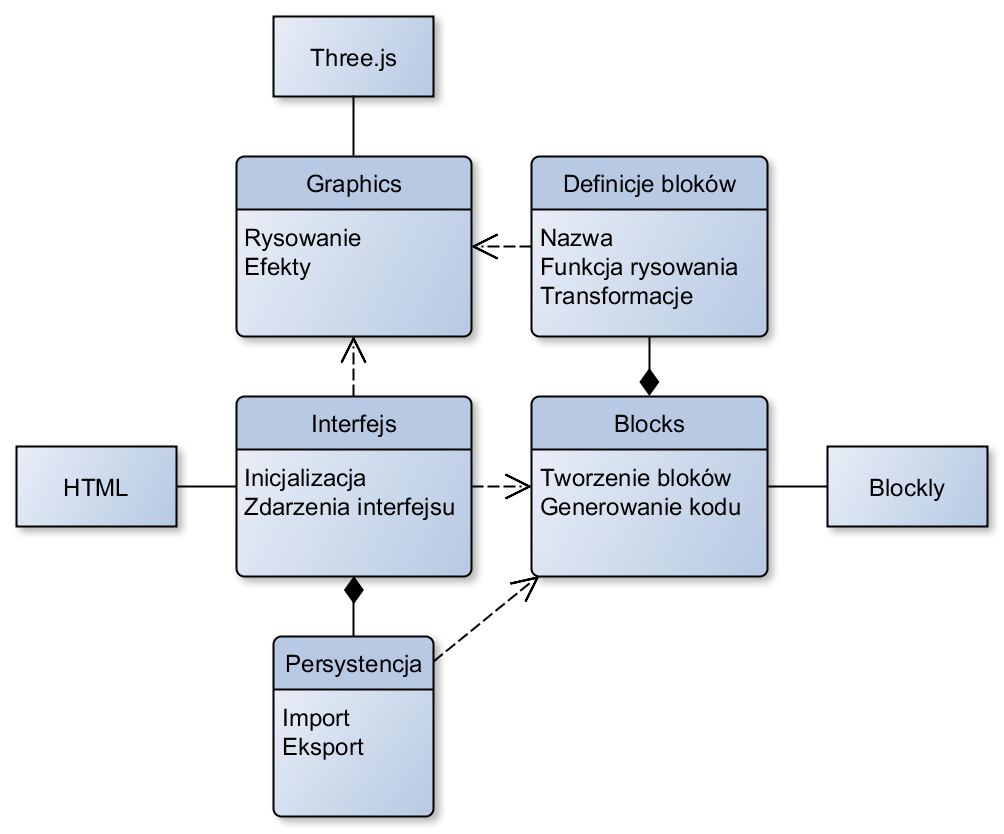 Three.js
Graphics
Rysowanie
Efekty
Definicje bloków
Nazwa
Funkcja rysowania
Transformacje
HTML
Interfejs
Inicjalizacja
Zdarzenia interfejsu
Blocks
Tworzenie bloków
Generowanie kodu
Blockly
Persystencja
Import
Eksport